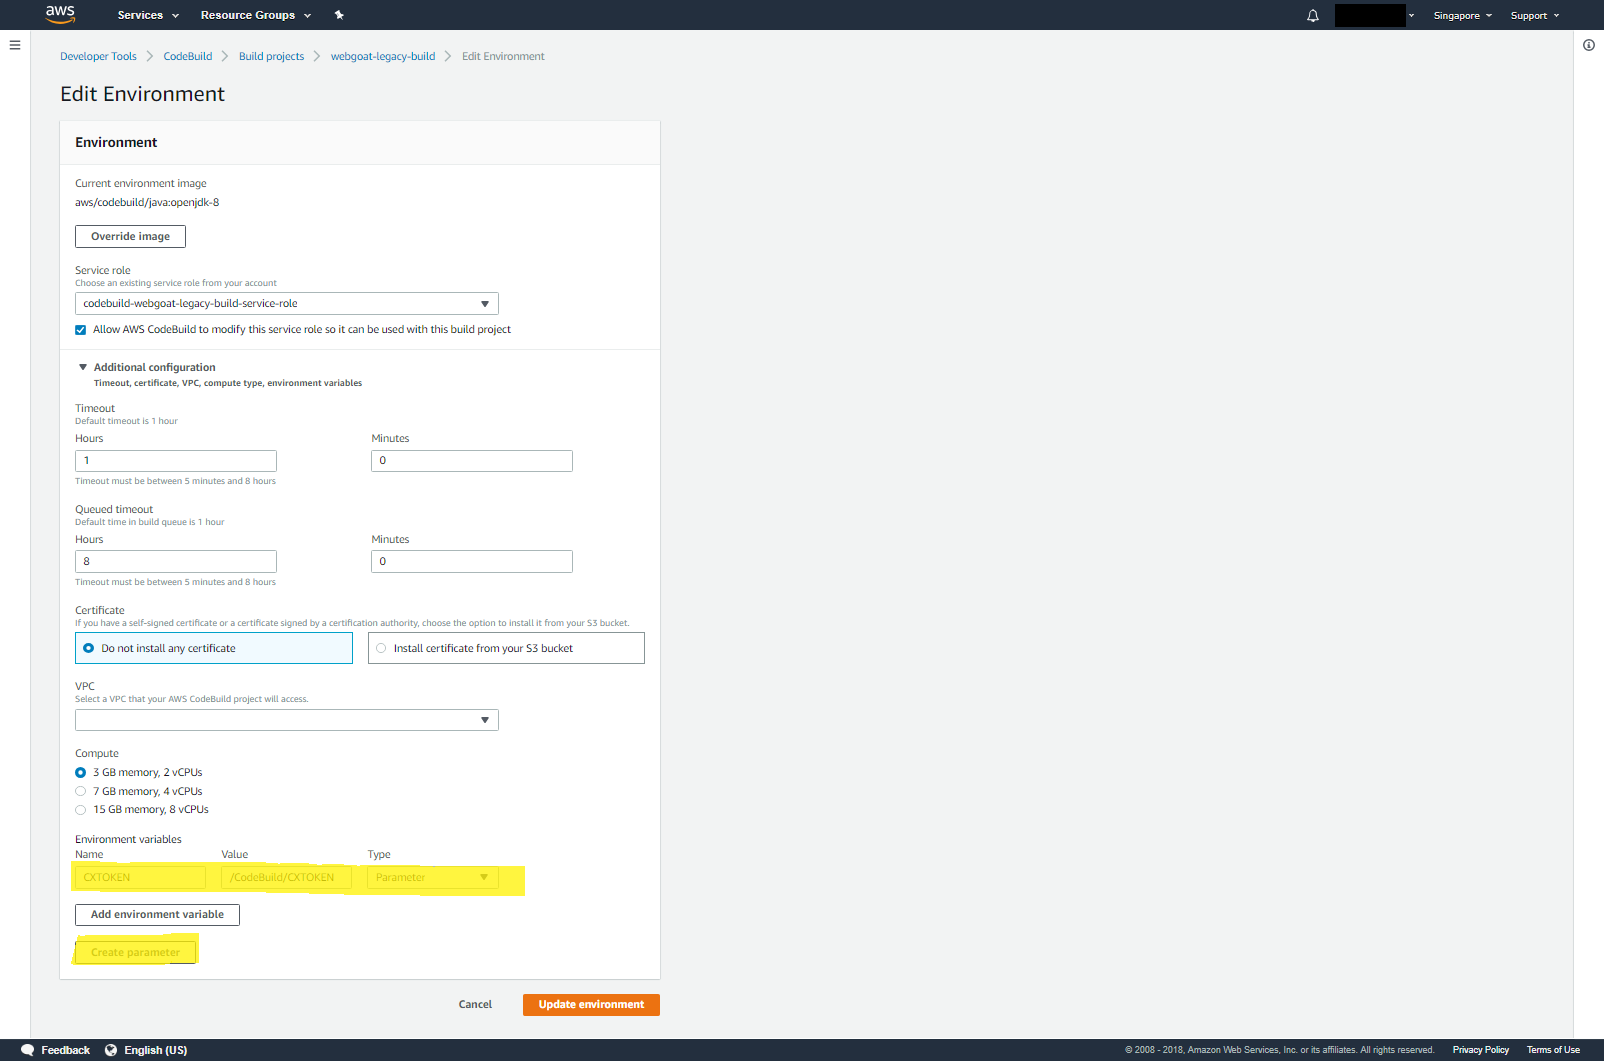 aws Services Resource Groups Singapore Support
Developer Tools CodeBuild Build projects webgoat-legacy-build Edit Environment
Edit Environment
Environment
Current environment image
aws/codebuild/java:openjdk-8
Override image
Service role
Choose an existing service role from your account
codebuild-webgoat-legacy-build-service-role
Allow AWS CodeBuild to modify this service role so it can be used with this build project
Additional configuration
Timeout, certificate, VPC, compute type, environment variables
Timeout
Default timeout is 1 hour
Hours Minutes
1 0
Timeout must be between 5 minutes and 8 hours
Queued timeout
Default time in build queue is 1 hour
Hours Minutes
8 0
Timeout must be between 5 minutes and 8 hours
Certificate
If you have a self-signed certificate or a certificate signed by a certification authority, choose the option to install it from your S3 bucket.
Do not install any certificate Install certificate from your S3 bucket
VPC
Select a VPC that your AWS CodeBuild project will access.
Compute
3 GB memory, 2 vCPUs
7 GB memory, 4 vCPUs
15 GB memory, 8 vCPUs
Environment variables
Name Value Type
CXTOKEN /CodeBuild/CXTOKEN Parameter
Add environment variable
Create parameter
Cancel Update environment
Feedback English (US) © 2008 - 2018, Amazon Web Services, Inc. or its affiliates. All rights reserved. Privacy Policy Terms of Use